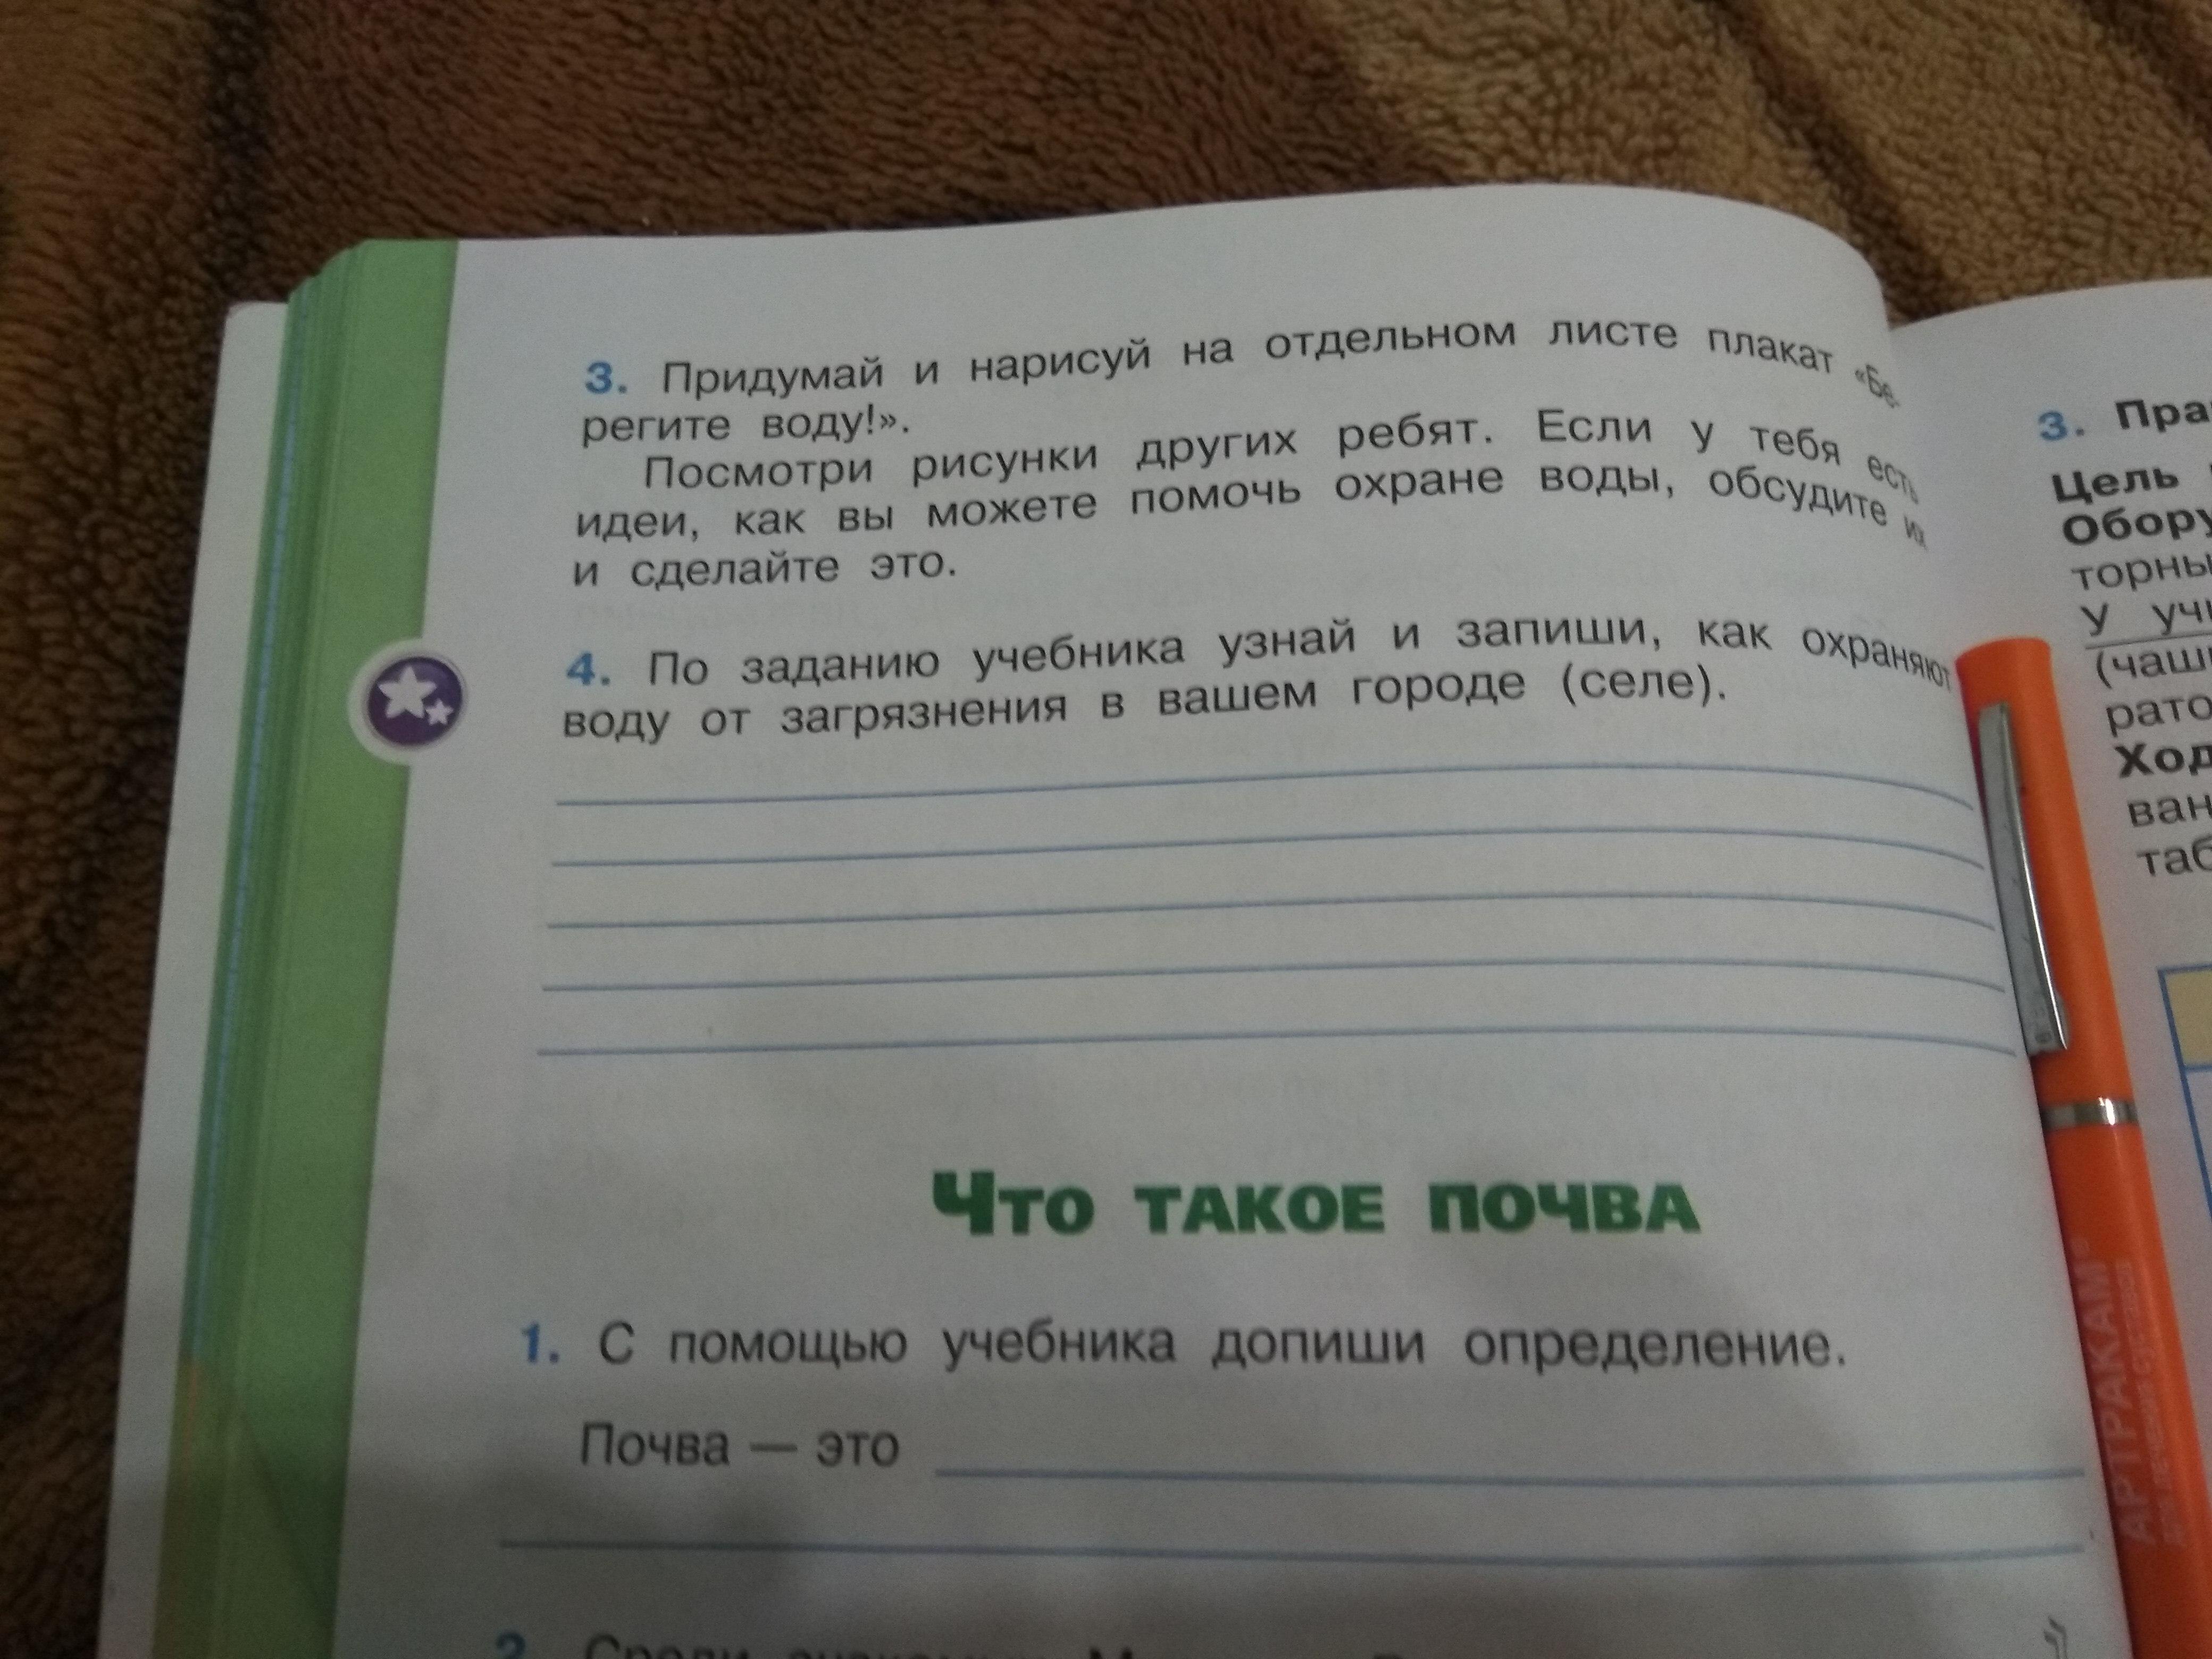 3. Придумай и нарисуй на отдельном листе плакат «Бе-
регите воду!».
Посмотри рисунки других ребят. Если у тебя есть
идеи, как вы можете помочь охране воды, обсудите их
и сделайте это.
4. По заданию учебника узнай и запиши, как охраняют
воду от загрязнения в вашем городе (селе).
Что такое почва
1. С помощью учебника допиши определение.
Почва — это
3. Пра
Цель
Обору
торны
У учи
(чаш
рато
Ход
ван
таб
АРТРАКАМ®